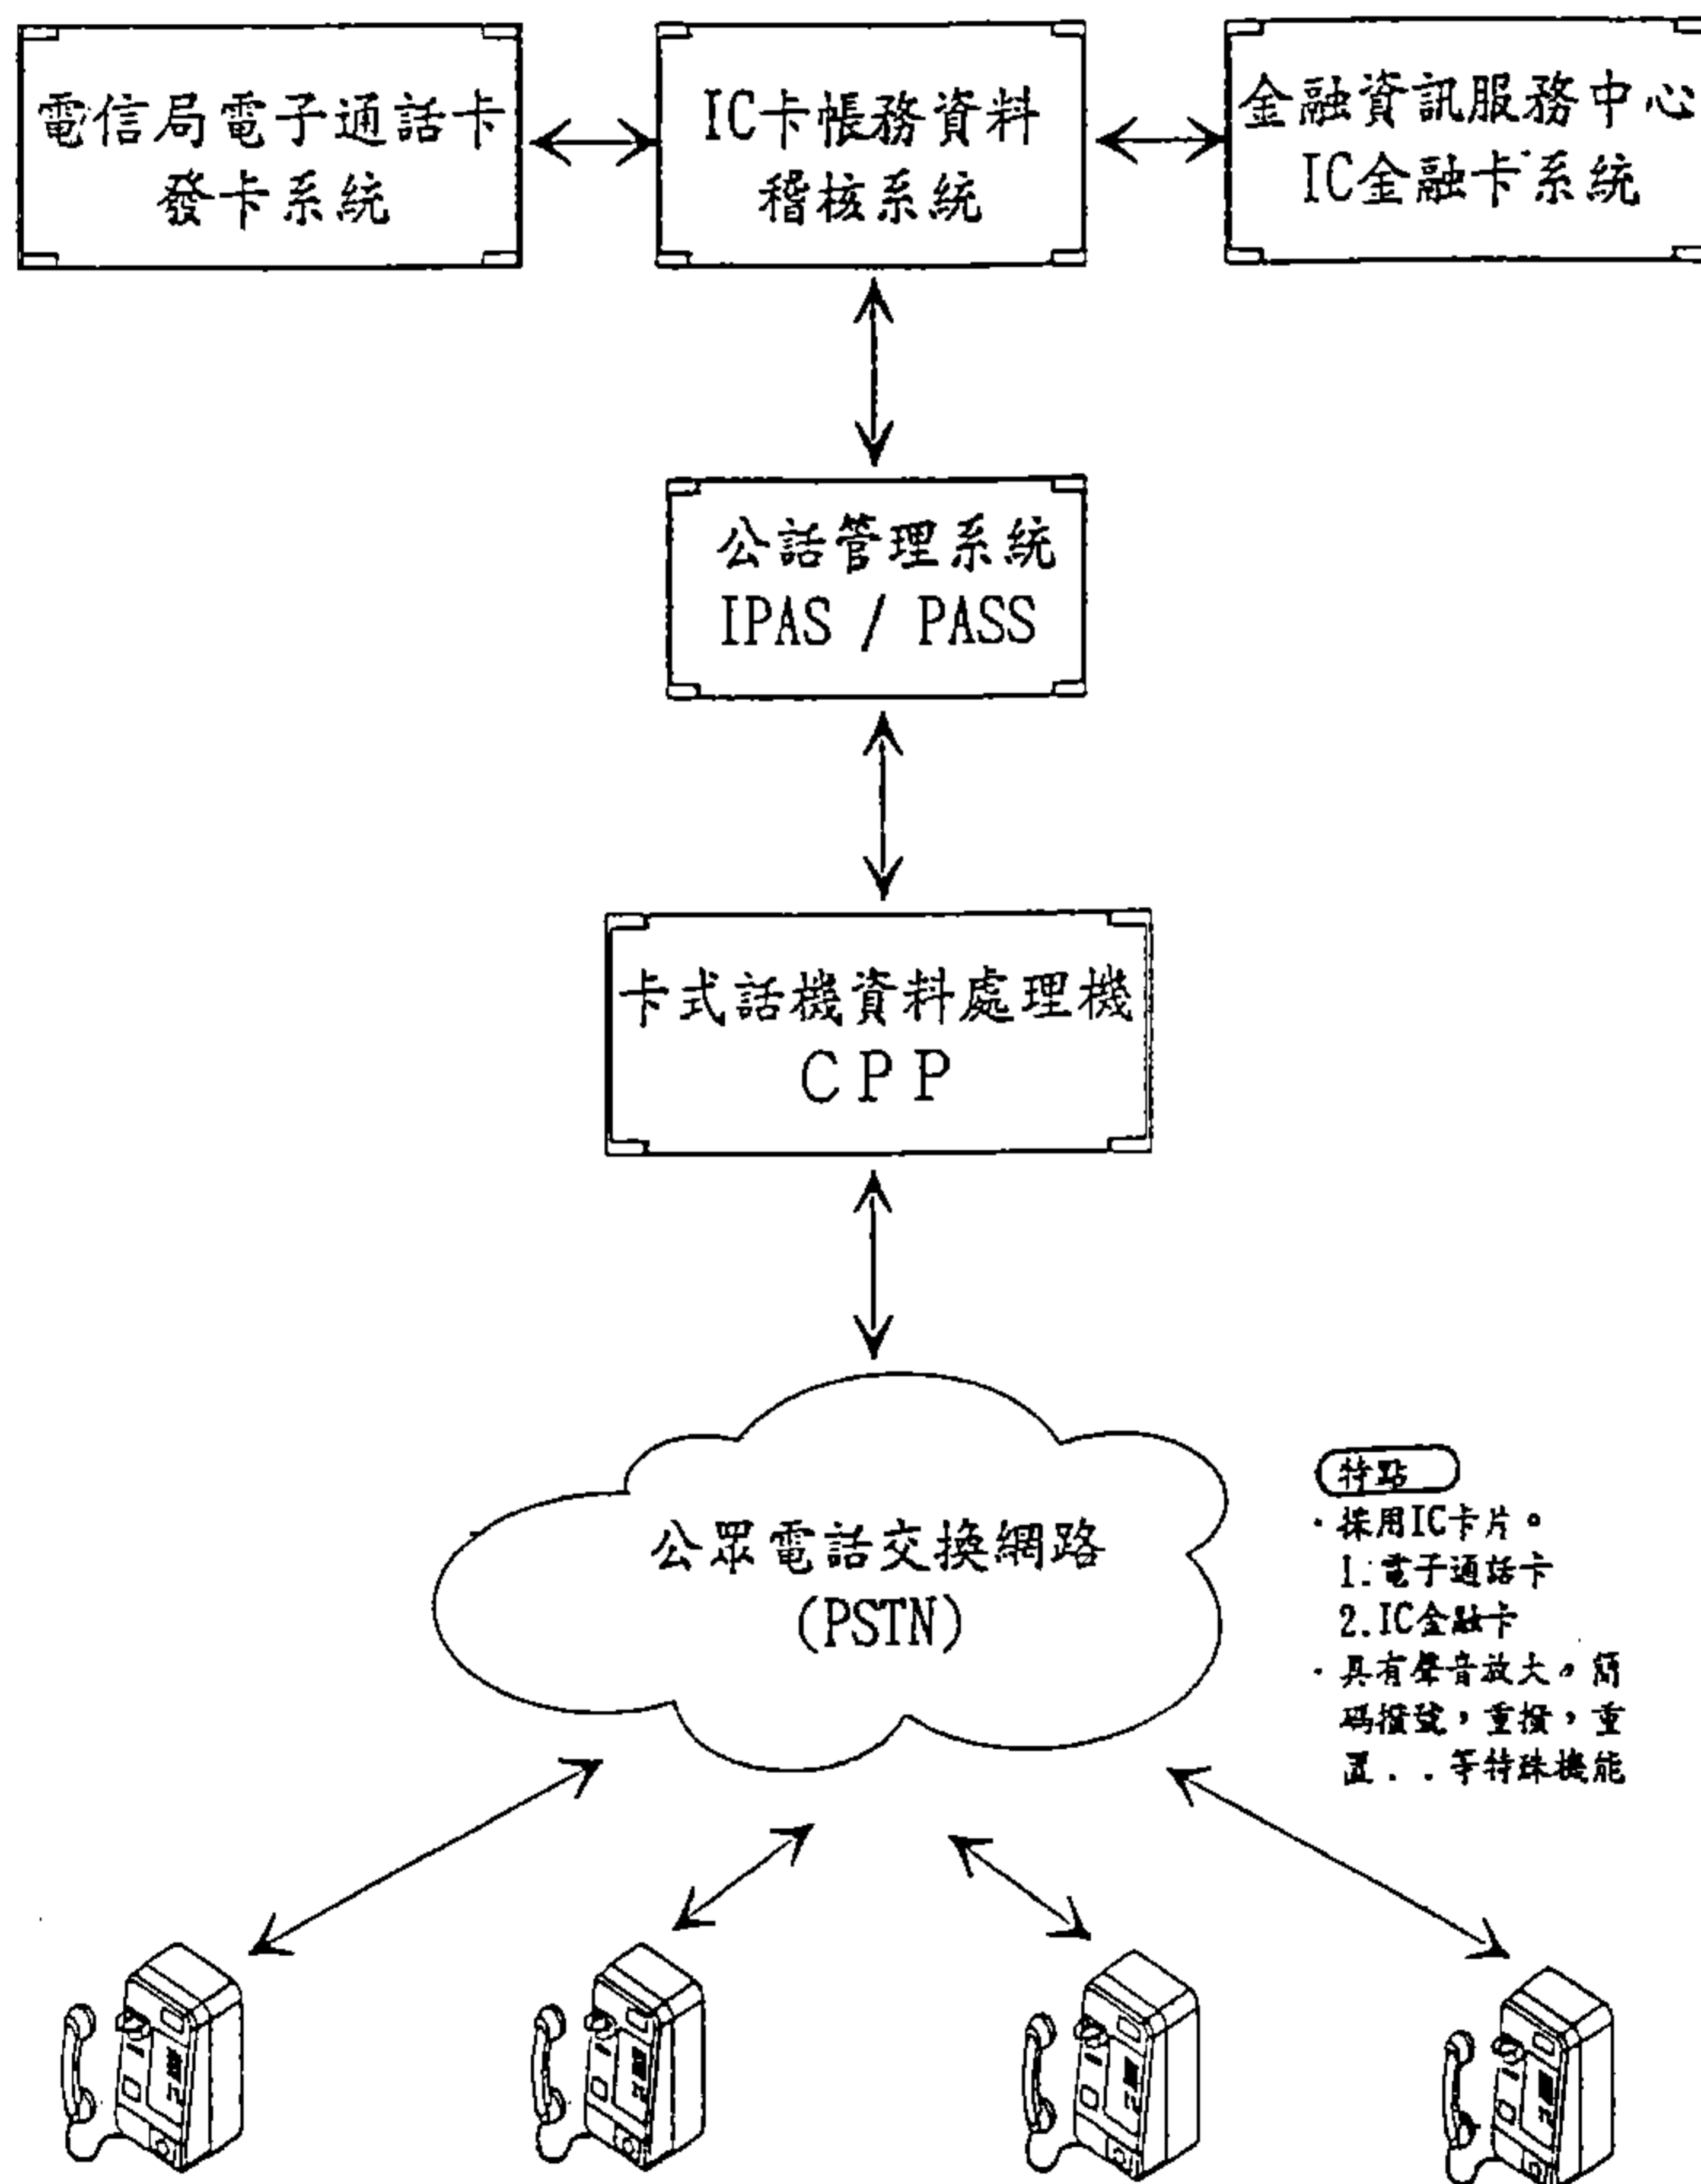 電信局電子通話卡
發卡系統
IC卡帳務資料
稽核系統
金融資訊服務中心
IC金融卡系統
公話管理系統
IPAS / PASS
卡式話機資料處理機
CPP
公眾電話交換網路
(PSTN)
特點
·採用IC卡片。
1.電子通話卡
2.IC金融卡
·具有聲音放大。簡
碼撥號,重撥,重
置..等特殊機能